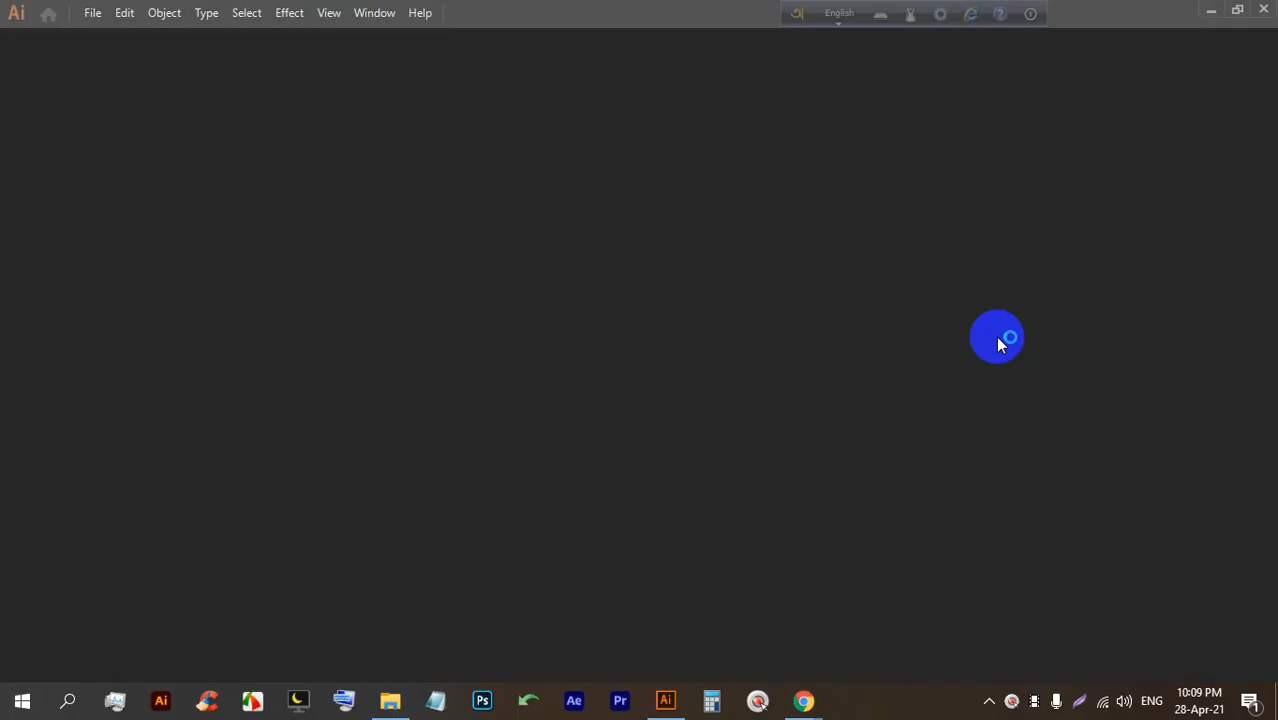 Ai File Edit Object Type Select Effect View Window Help অ English
Ai Ps Ae Pr Ai ENG 10:09 PM
28-Apr-21 1